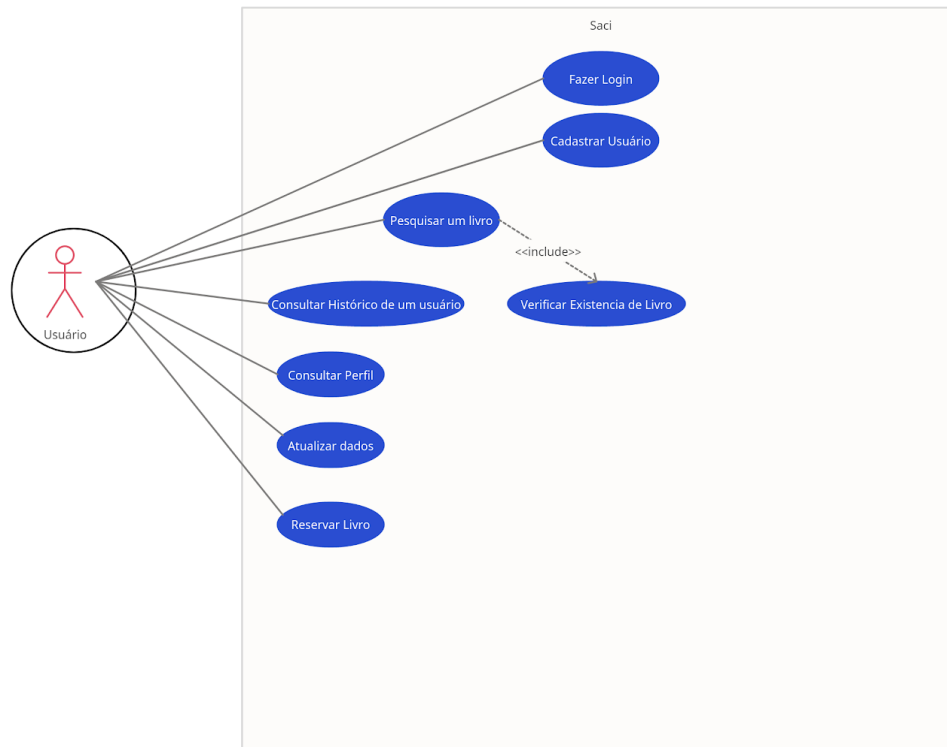 Saci
Fazer Login
Cadastrar Usuário
Pesquisar um livro
<<include>>
Consultar Histórico de um usuário
Verificar Existencia de Livro
Usuário
Consultar Perfil
Atualizar dados
Reservar Livro